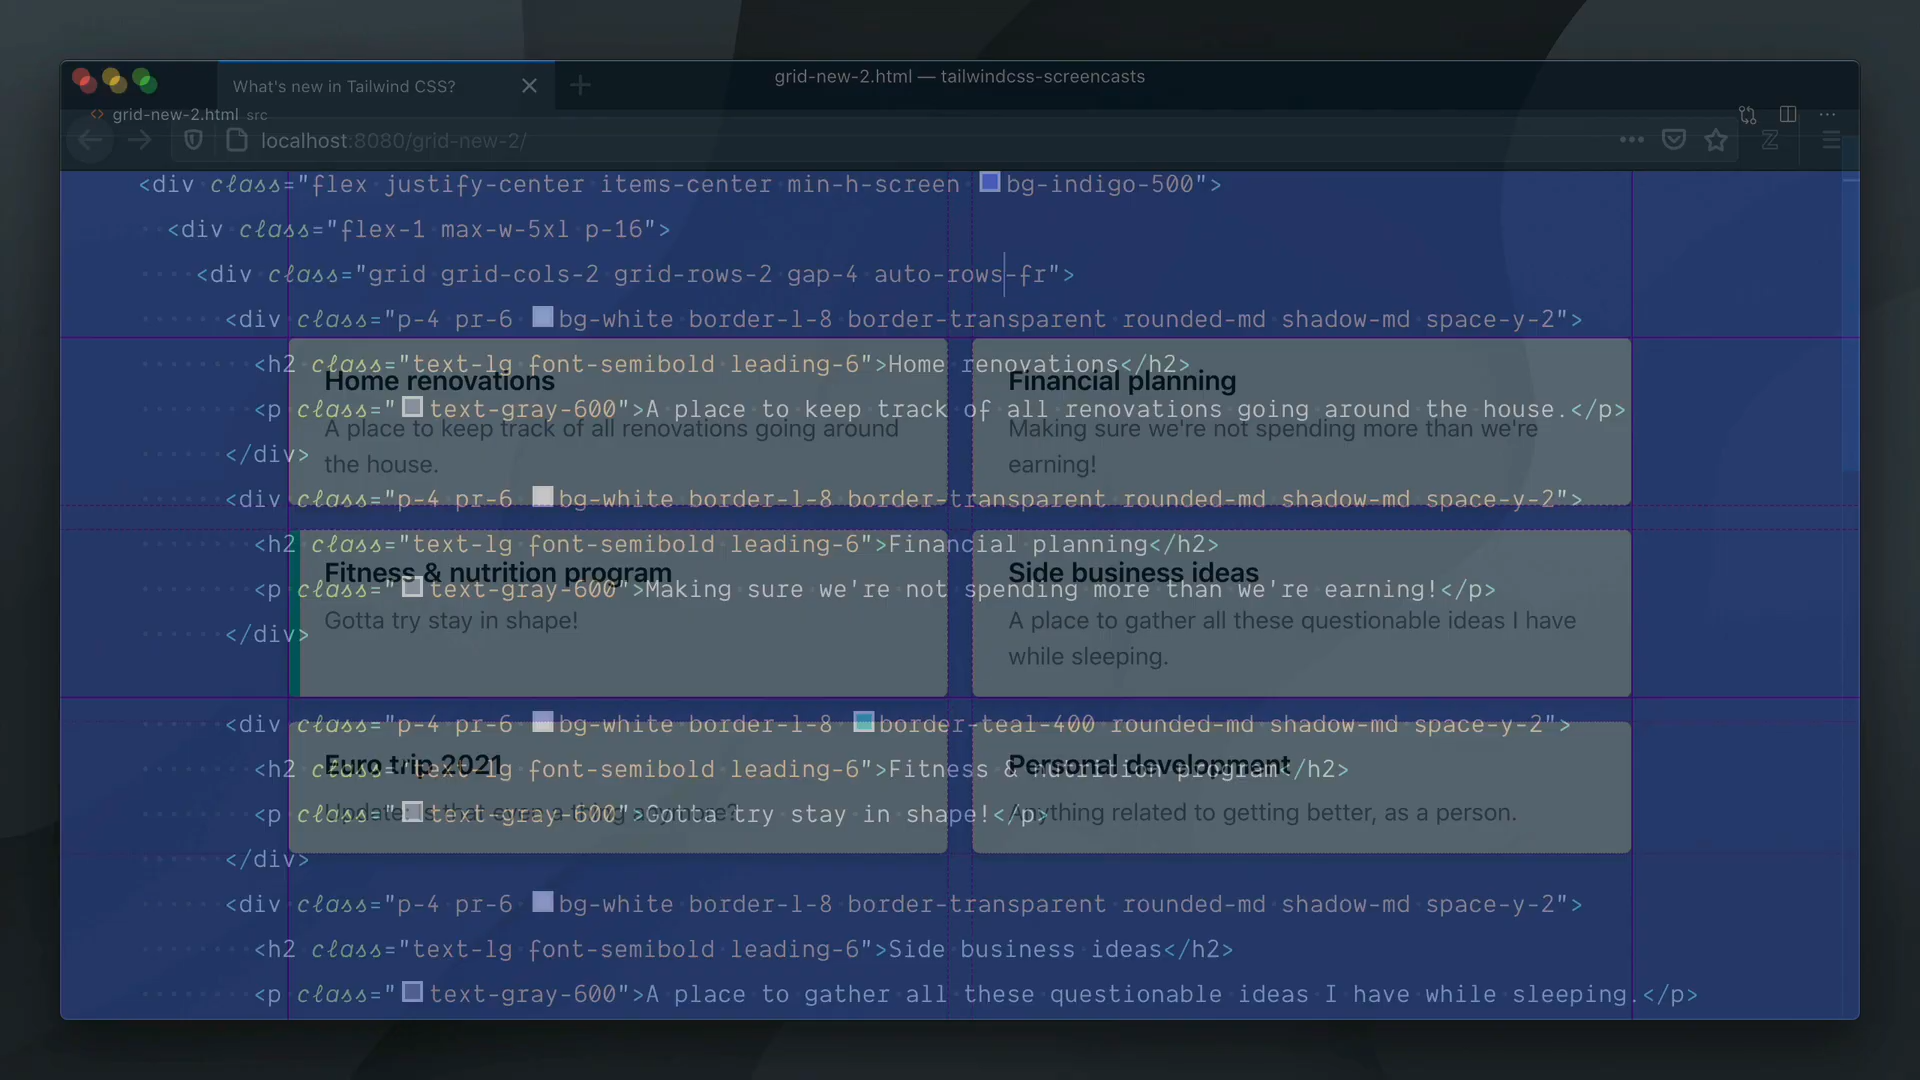 What's new in Tailwind CSS?
grid-new-2.html — tailwindcss-screencasts
grid-new-2.html src
localhost:8080/grid-new-2/
<div class="flex justify-center items-center min-h-screen bg-indigo-500">
<div class="flex-1 max-w-5xl p-16">
<div class="grid grid-cols-2 grid-rows-2 gap-4 auto-rows-fr">
<div class="p-4 pr-6 bg-white border-l-8 border-transparent rounded-md shadow-md space-y-2">
<h2 class="text-lg font-semibold leading-6">Home renovations</h2>
Home renovations
Financial planning
<p class="text-gray-600">A place to keep track of all renovations going around the house.</p>
A place to keep track of all renovations going around
the house.
Making sure we're not spending more than we're
earning!
</div>
<div class="p-4 pr-6 bg-white border-l-8 border-transparent rounded-md shadow-md space-y-2">
<h2 class="text-lg font-semibold leading-6">Financial planning</h2>
Fitness & nutrition program
Side business ideas
<p class="text-gray-600">Making sure we're not spending more than we're earning!</p>
Gotta try stay in shape!
A place to gather all these questionable ideas I have
while sleeping.
</div>
<div class="p-4 pr-6 bg-white border-l-8 border-teal-400 rounded-md shadow-md space-y-2">
Euro trip 2021
Personal development
<h2 class="text-lg font-semibold leading-6">Fitness & nutrition program</h2>
<p class="text-gray-600">Gotta try stay in shape!</p>
Update: is that even a thing anymore?
Anything related to getting better, as a person.
</div>
<div class="p-4 pr-6 bg-white border-l-8 border-transparent rounded-md shadow-md space-y-2">
<h2 class="text-lg font-semibold leading-6">Side business ideas</h2>
<p class="text-gray-600">A place to gather all these questionable ideas I have while sleeping.</p>